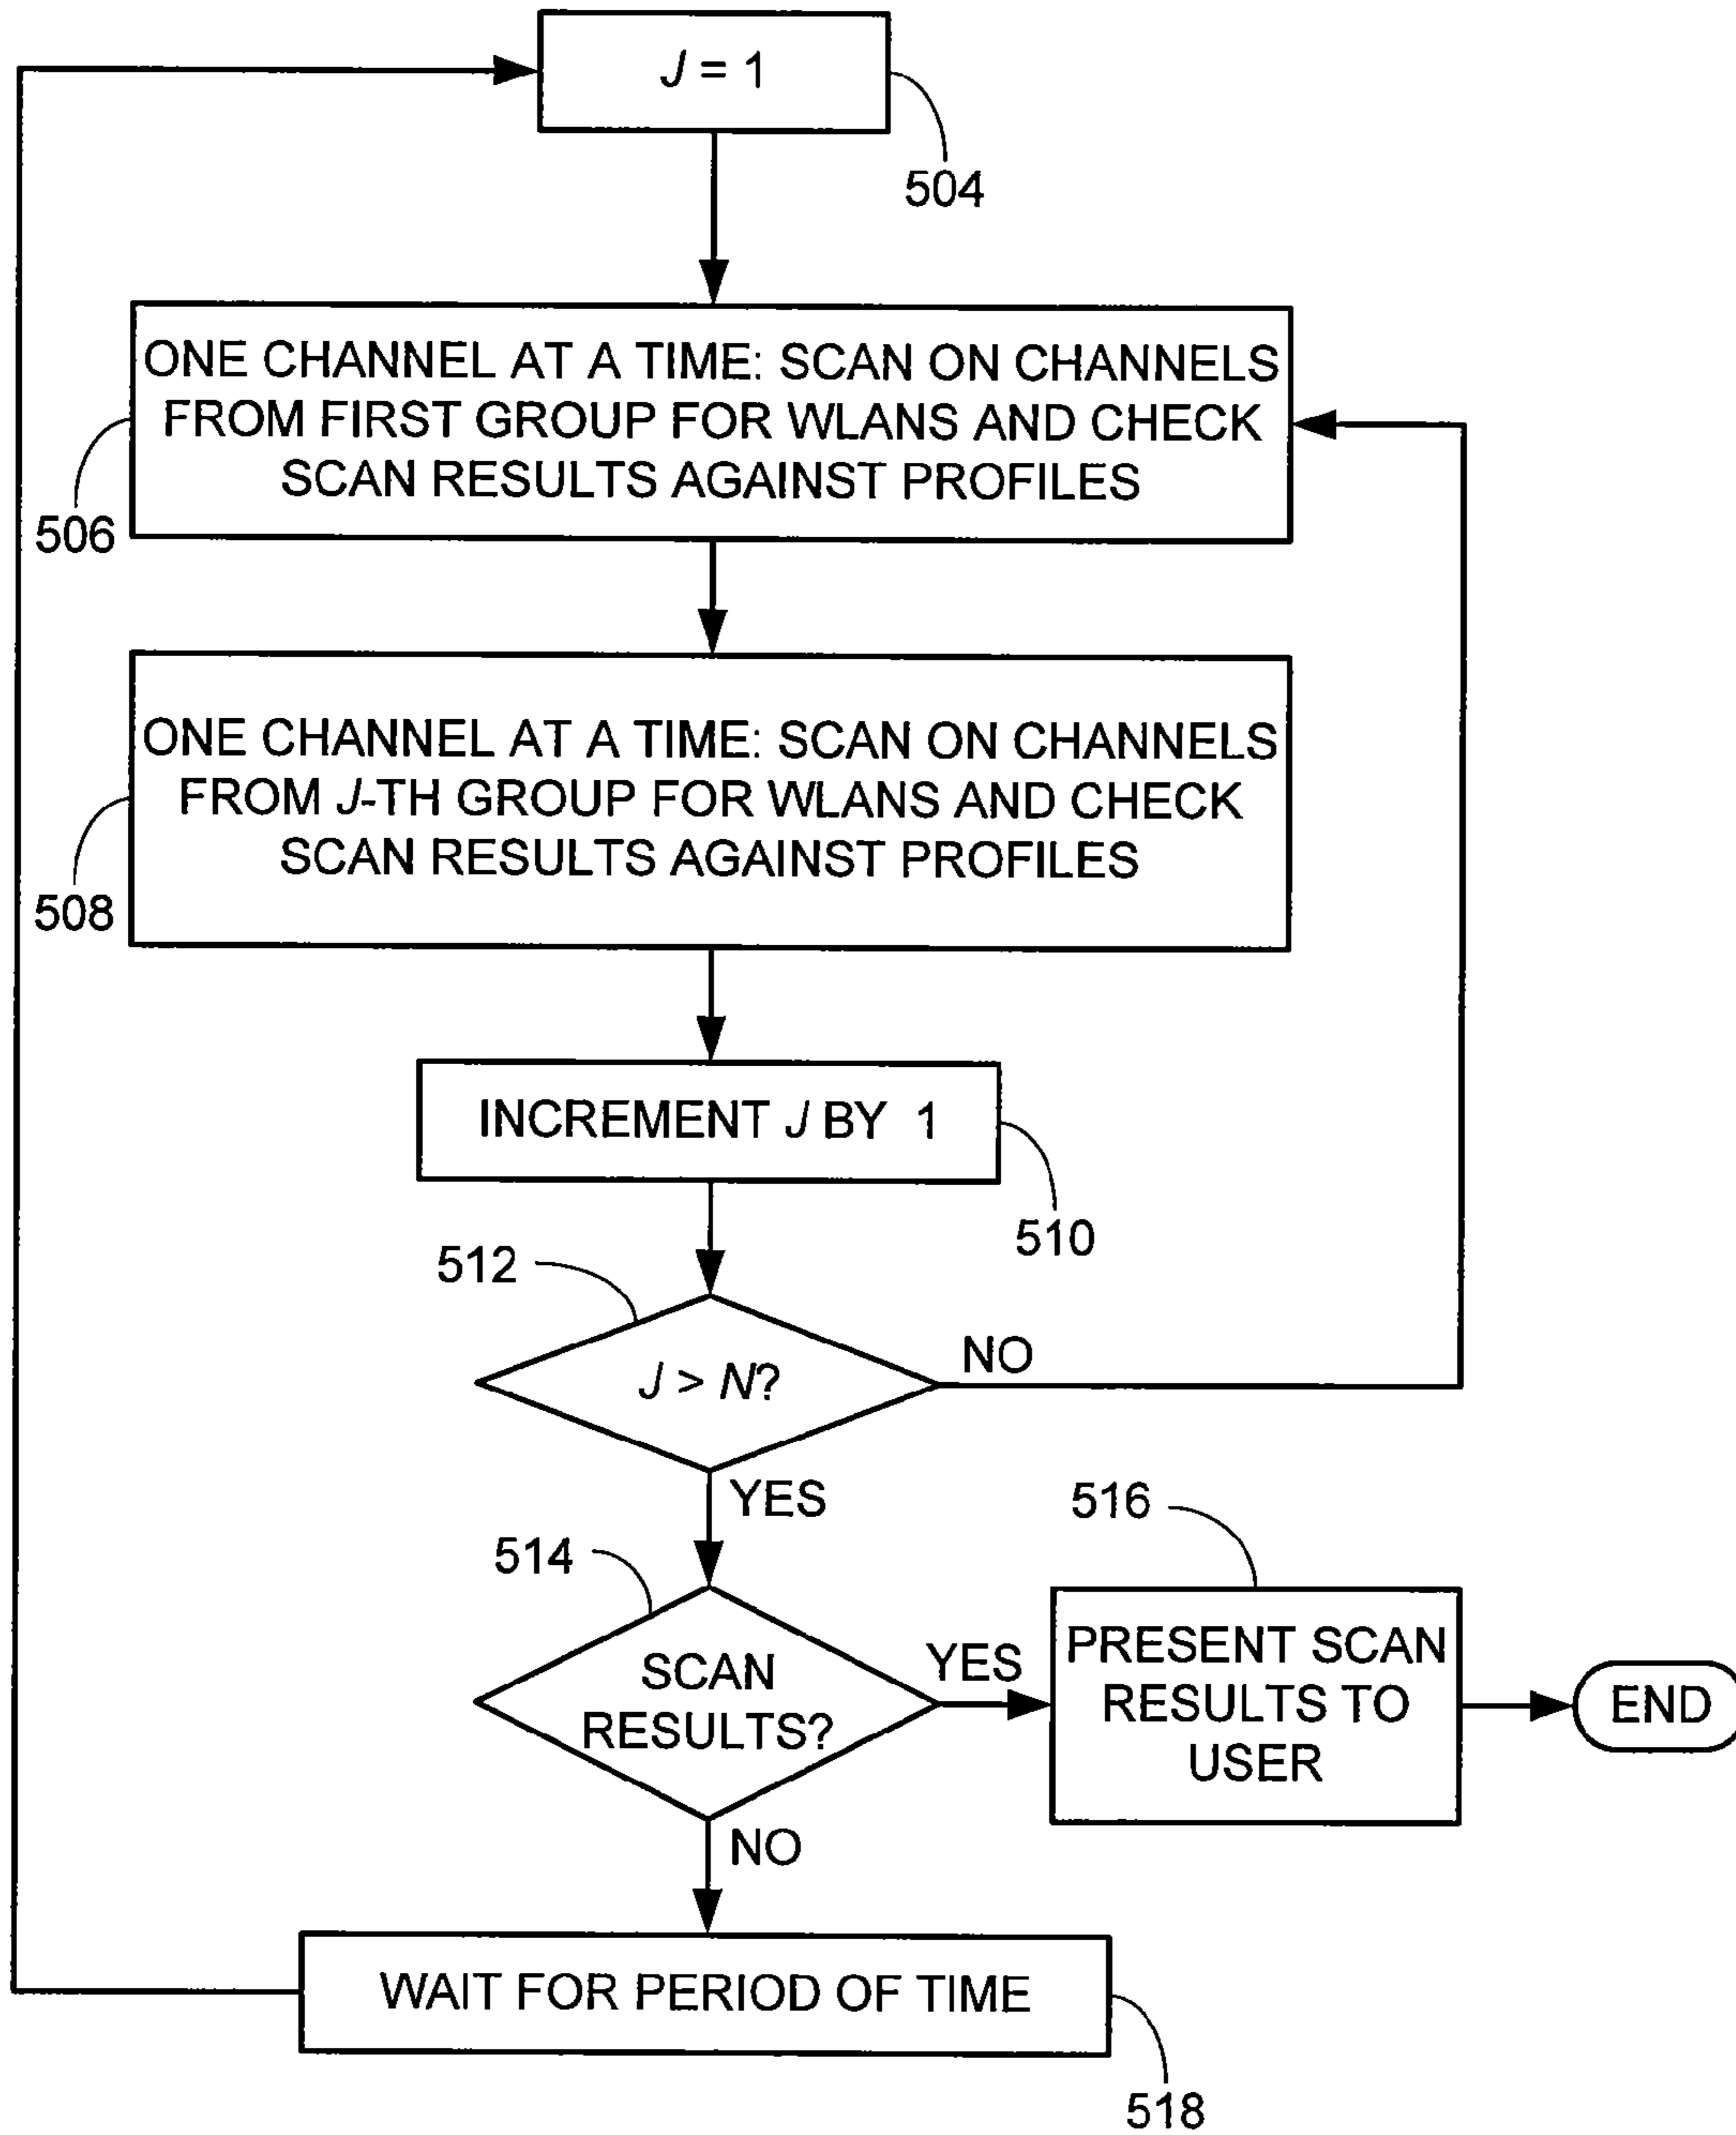 J = 1
504
ONE CHANNEL AT A TIME: SCAN ON CHANNELS
FROM FIRST GROUP FOR WLANS AND CHECK
SCAN RESULTS AGAINST PROFILES
506
ONE CHANNEL AT A TIME: SCAN ON CHANNELS
FROM J-TH GROUP FOR WLANS AND CHECK
SCAN RESULTS AGAINST PROFILES
508
INCREMENT J BY 1
510
512
J > N?
NO
YES
514
516
SCAN
RESULTS?
YES
PRESENT SCAN
RESULTS TO
USER
END
NO
WAIT FOR PERIOD OF TIME
518